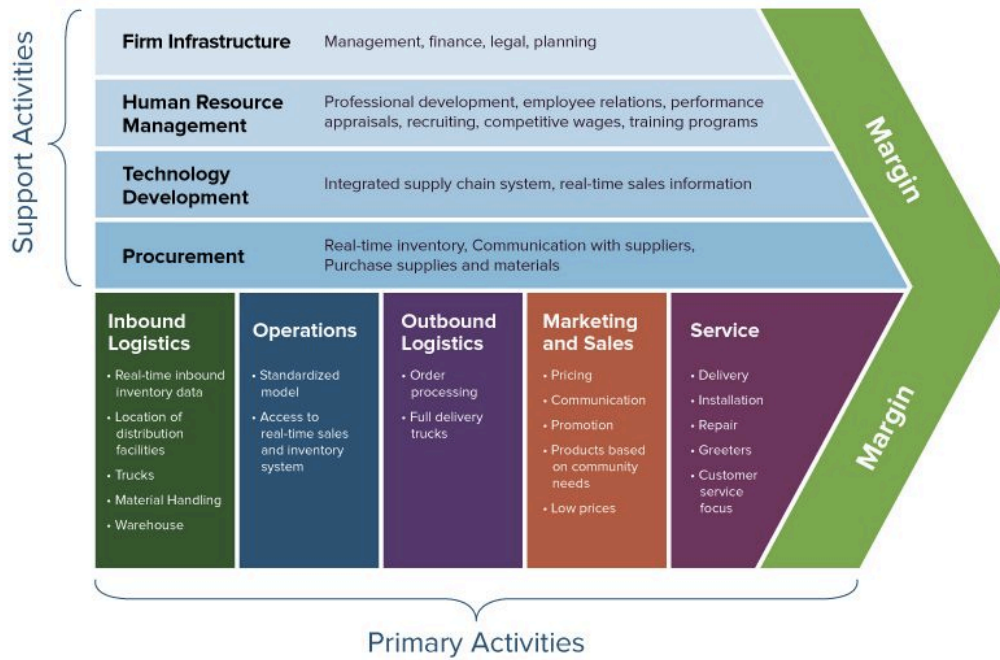 Support Activities
Firm Infrastructure
Management, finance, legal, planning
Human Resource
Management
Professional development, employee relations, performance
appraisals, recruiting, competitive wages, training programs
Technology
Development
Integrated supply chain system, real-time sales information
Procurement
Real-time inventory, Communication with suppliers,
Purchase supplies and materials
Margin
Margin
Inbound
Logistics
• Real-time inbound
inventory data
• Location of
distribution
facilities
• Trucks
• Material Handling
• Warehouse
Operations
• Standardized
model
• Access to
real-time sales
and inventory
system
Outbound
Logistics
• Order
processing
• Full delivery
trucks
Marketing
and Sales
• Pricing
• Communication
• Promotion
• Products based
on community
needs
• Low prices
Service
• Delivery
• Installation
• Repair
• Greeters
• Customer
service
focus
Primary Activities